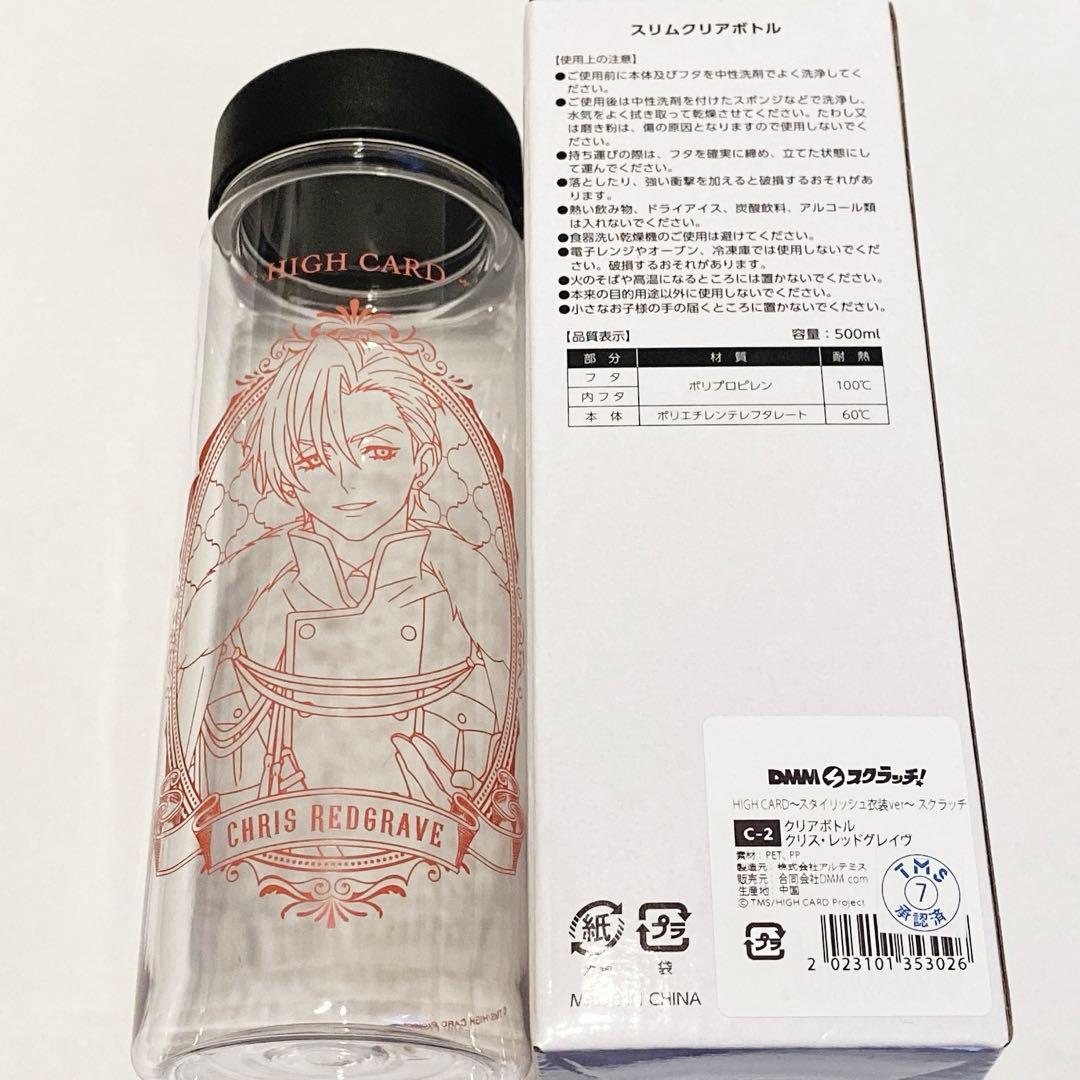 HIGH CARD
CHRIS REDGRAVE
スリムクリアボトル
【使用上の注意】
●ご使用前に本体及びフタを中性洗剤でよく洗浄してく
ださい。
●ご使用後は中性洗剤を付けたスポンジなどで洗浄し、
水気をよく拭き取って乾燥させてください。たわし又
は磨き粉は、傷の原因となりますので使用しないでく
ださい。
●持ち運びの際は、フタを確実に締め、立てた状態にし
て運んでください。
●落としたり、強い衝撃を加えると破損するおそれがあ
ります。
●熱い飲み物、ドライアイス、炭酸飲料、アルコール類
は入れないでください。
●食器洗い乾燥機のご使用は避けてください。
●電子レンジやオーブン、冷凍庫では使用しないでくだ
さい。破損するおそれがあります。
●火のそばや高温になるところには置かないでください。
●本来の目的用途以外に使用しないでください。
●小さなお子様の手の届くところに置かないでください。
【品質表示】 容量：500ml
部 分 材 質 耐 熱
フ タ
ポリプロピレン 100℃
内フタ
本 体 ポリエチレンテレフタレート 60℃
DMMスクラッチ!
HIGH CARD〜スタイリッシュ衣装ver〜 スクラッチ
C-2 クリアボトル
クリス・レッドグレイヴ
素材：PET、PP
製造元：株式会社アルテミス
販売元：合同会社DMM.com
生産地：中国
© TMS/HIGH CARD Project
TMS
7
承認済
プラ
2 023101 353026
紙
プラ
袋
CHINA